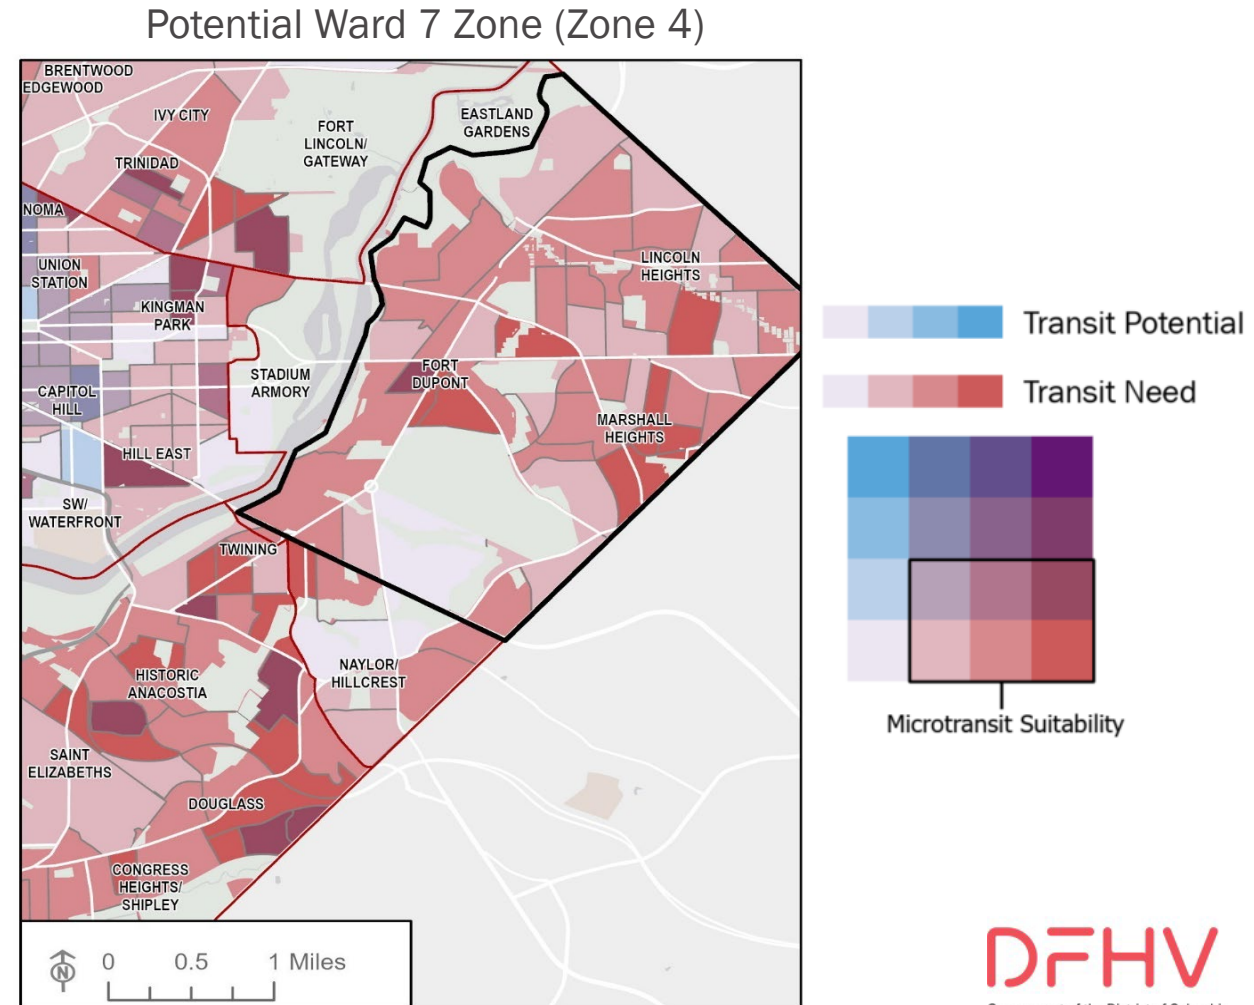 Potential Ward 7 Zone (Zone 4)
BRENTWOOD
EDGEWOOD
IVY CITY
TRINIDAD
FORT
LINCOLN/
GATEWAY
EASTLAND
GARDENS
NOMA
UNION
STATION
KINGMAN
PARK
LINCOLN
HEIGHTS
CAPITOL
HILL
STADIUM
ARMORY
FORT
DUPONT
MARSHALL
HEIGHTS
HILL EAST
SW/
WATERFRONT
TWINING
HISTORIC
ANACOSTIA
NAYLOR/
HILLCREST
SAINT
ELIZABETHS
DOUGLASS
CONGRESS
HEIGHTS/
SHIPLEY
N
0 0.5 1 Miles
Transit Potential
Transit Need
Microtransit Suitability
DFHV